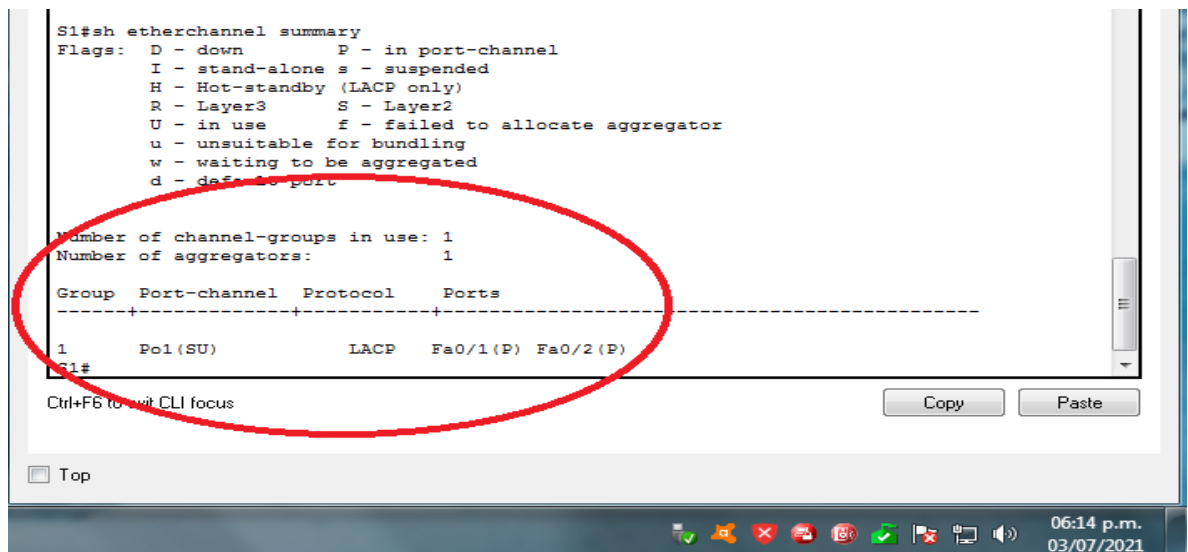 S1#sh etherchannel summary
Flags:  D - down        P - in port-channel
        I - stand-alone s - suspended
        H - Hot-standby (LACP only)
        R - Layer3      S - Layer2
        U - in use      f - failed to allocate aggregator
        u - unsuitable for bundling
        w - waiting to be aggregated
        d - default port
Number of channel-groups in use: 1
Number of aggregators:           1
Group  Port-channel  Protocol    Ports
------+-------------+-----------+----------------------------------------------
1      Po1(SU)           LACP   Fa0/1(P) Fa0/2(P)
S1#
Ctrl+F6 to exit CLI focus
Copy Paste
Top
06:14 p.m.
03/07/2021